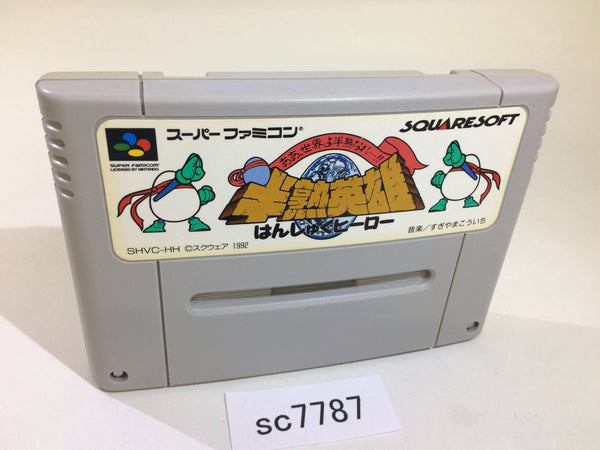 スーパーファミコン®
SUPER FAMICOM
LICENSED BY NINTENDO
SQUARESOFT
ああ、世界よ半熟なれ…!!
半熟英雄
はんじゅくヒーロー
SHVC-HH ©スクウェア 1992
音楽/すぎやまこういち
sc7787